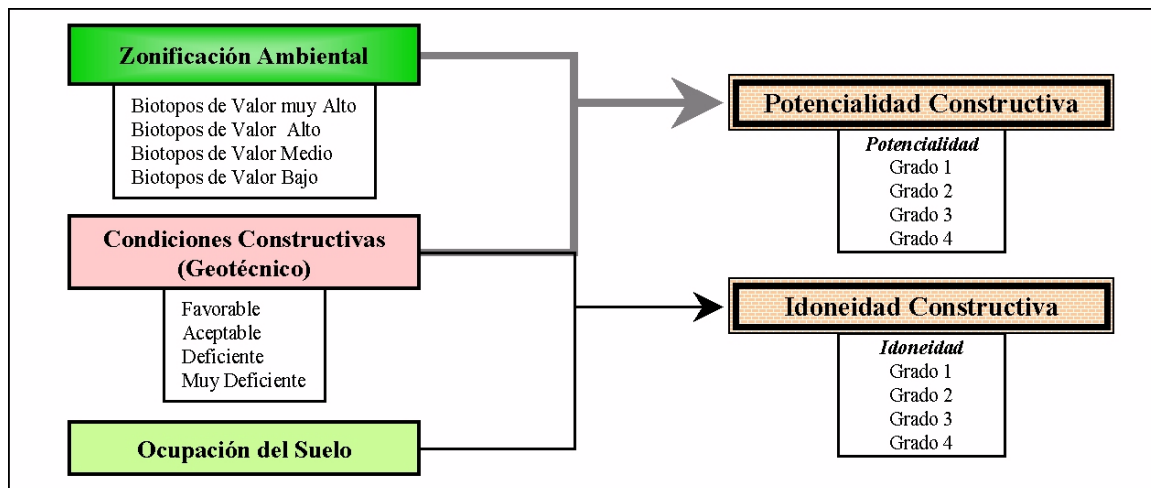 Zonificación Ambiental
Biotopos de Valor muy Alto
Biotopos de Valor Alto
Biotopos de Valor Medio
Biotopos de Valor Bajo
Condiciones Constructivas
(Geotécnico)
Favorable
Aceptable
Deficiente
Muy Deficiente
Ocupación del Suelo
Potencialidad Constructiva
Potencialidad
Grado 1
Grado 2
Grado 3
Grado 4
Idoneidad Constructiva
Idoneidad
Grado 1
Grado 2
Grado 3
Grado 4